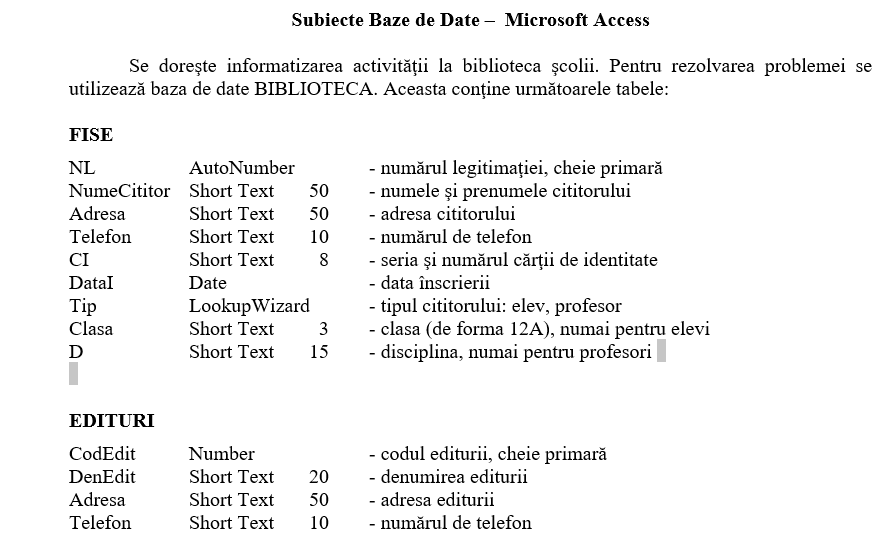 Subiecte Baze de Date – Microsoft Access
Se doreşte informatizarea activităţii la biblioteca şcolii. Pentru rezolvarea problemei se
utilizează baza de date BIBLIOTECA. Aceasta conţine următoarele tabele:
FISE
NL AutoNumber - numărul legitimaţiei, cheie primară
NumeCititor Short Text 50 - numele şi prenumele cititorului
Adresa Short Text 50 - adresa cititorului
Telefon Short Text 10 - numărul de telefon
CI Short Text 8 - seria şi numărul cărţii de identitate
DataI Date - data înscrierii
Tip LookupWizard - tipul cititorului: elev, profesor
Clasa Short Text 3 - clasa (de forma 12A), numai pentru elevi
D Short Text 15 - disciplina, numai pentru profesori
EDITURI
CodEdit Number - codul editurii, cheie primară
DenEdit Short Text 20 - denumirea editurii
Adresa Short Text 50 - adresa editurii
Telefon Short Text 10 - numărul de telefon